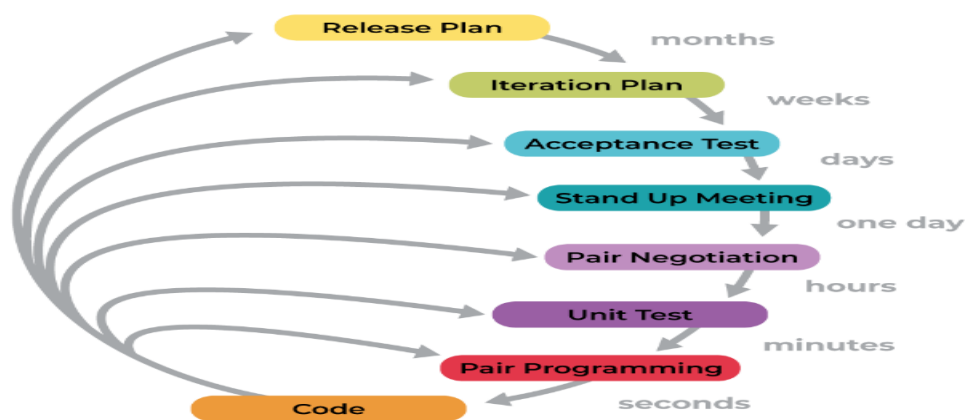 Release Plan
months
Iteration Plan
weeks
Acceptance Test
days
Stand Up Meeting
one day
Pair Negotiation
hours
Unit Test
minutes
Pair Programming
seconds
Code